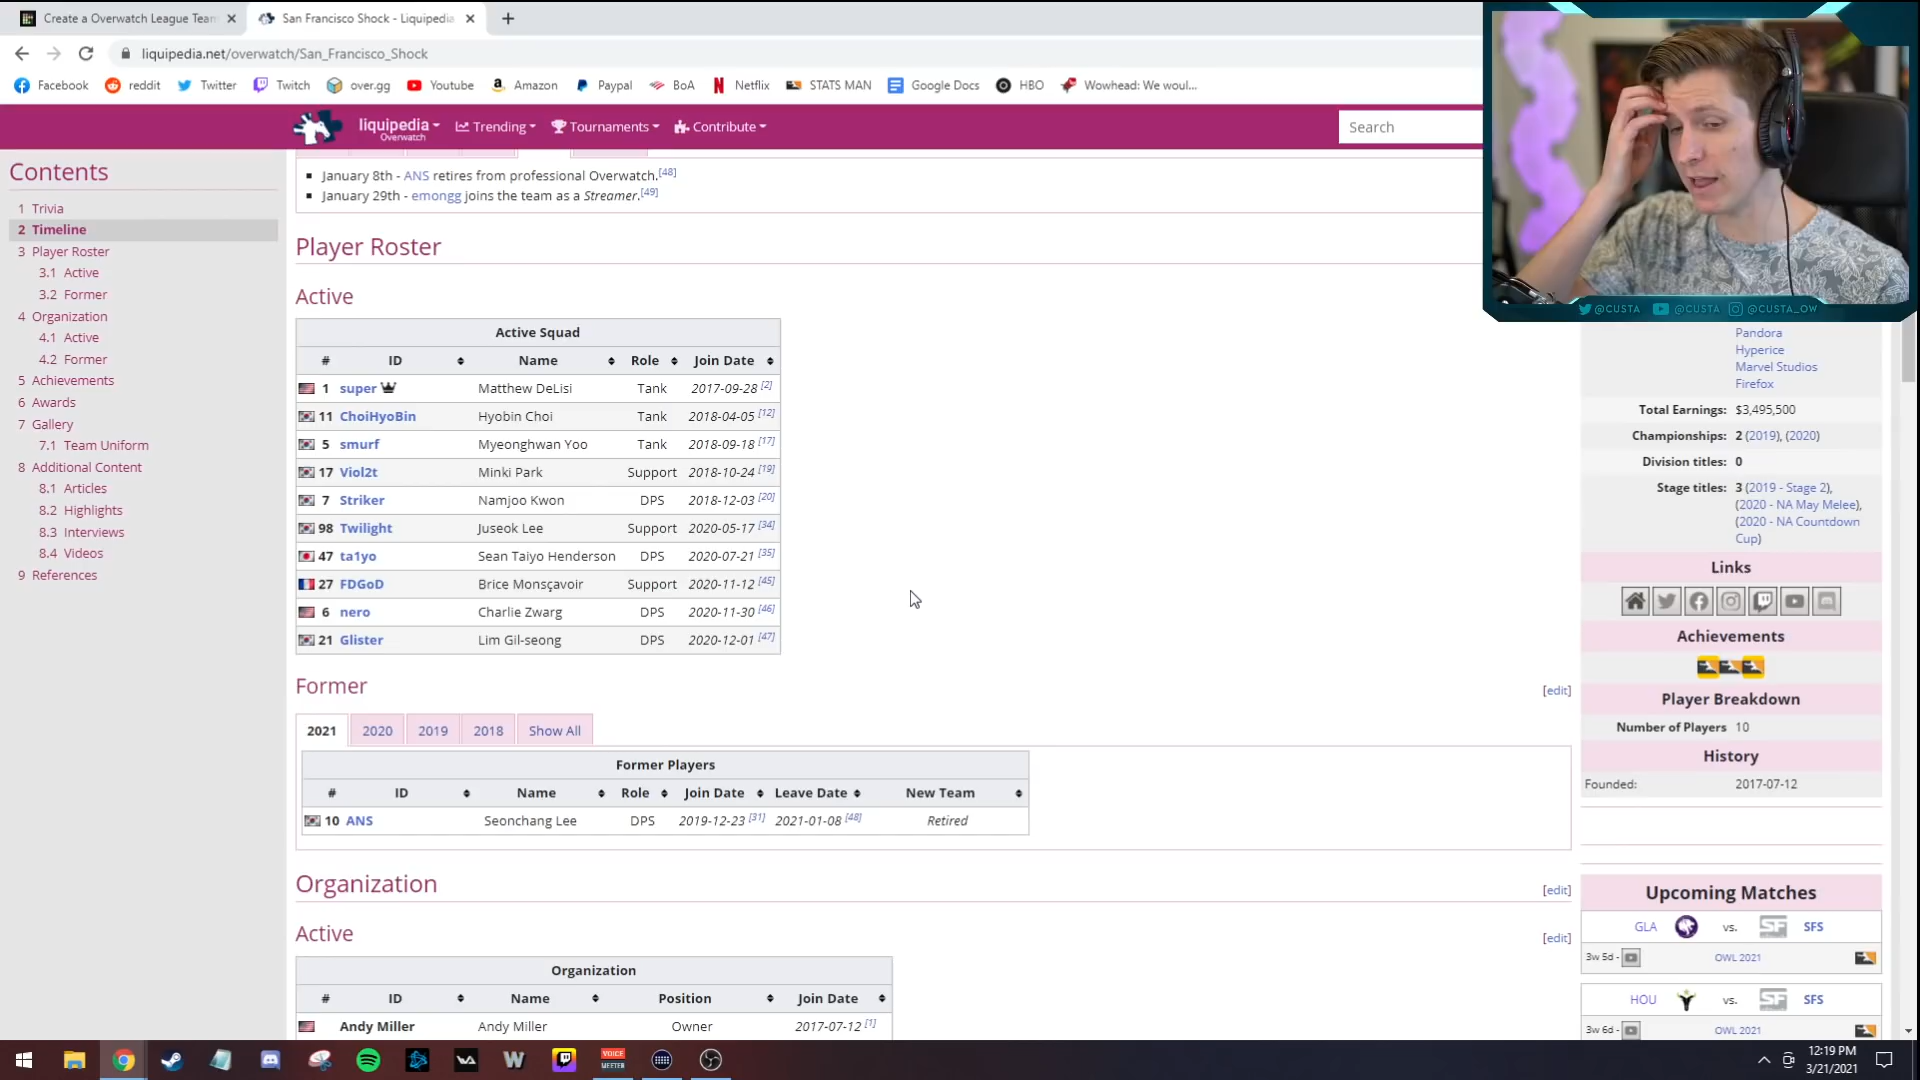 Create a Overwatch League Team
San Francisco Shock - Liquipedia
liquipedia.net/overwatch/San_Francisco_Shock
Facebook reddit Twitter Twitch over.gg Youtube Amazon Paypal BoA Netflix STATS MAN Google Docs HBO Wowhead: We woul...
liquipedia Overwatch Trending Tournaments Contribute Search
Contents
1 Trivia
2 Timeline
3 Player Roster
3.1 Active
3.2 Former
4 Organization
4.1 Active
4.2 Former
5 Achievements
6 Awards
7 Gallery
7.1 Team Uniform
8 Additional Content
8.1 Articles
8.2 Highlights
8.3 Interviews
8.4 Videos
9 References
January 8th - ANS retires from professional Overwatch.[48]
January 29th - emongg joins the team as a Streamer.[49]
Player Roster
Active
Active Squad
# ID Name Role Join Date
1 super Matthew DeLisi Tank 2017-09-28 [2]
11 ChoiHyoBin Hyobin Choi Tank 2018-04-05 [12]
5 smurf Myeonghwan Yoo Tank 2018-09-18 [17]
17 Viol2t Minki Park Support 2018-10-24 [19]
7 Striker Namjoo Kwon DPS 2018-12-03 [20]
98 Twilight Juseok Lee Support 2020-05-17 [34]
47 ta1yo Sean Taiyo Henderson DPS 2020-07-21 [35]
27 FDGoD Brice Monsçavoir Support 2020-11-12 [45]
6 nero Charlie Zwarg DPS 2020-11-30 [46]
21 Glister Lim Gil-seong DPS 2020-12-01 [47]
Former [edit]
2021 2020 2019 2018 Show All
Former Players
# ID Name Role Join Date Leave Date New Team
10 ANS Seonchang Lee DPS 2019-12-23 [31] 2021-01-08 [48] Retired
Organization [edit]
Active [edit]
Organization
# ID Name Position Join Date
Andy Miller Andy Miller Owner 2017-07-12 [1]
@CUSTA @CUSTA @CUSTA_OW
Pandora
Hyperice
Marvel Studios
Firefox
Total Earnings: $3,495,500
Championships: 2 (2019), (2020)
Division titles: 0
Stage titles: 3 (2019 - Stage 2),
(2020 - NA May Melee),
(2020 - NA Countdown
Cup)
Links
Achievements
Player Breakdown
Number of Players 10
History
Founded: 2017-07-12
Upcoming Matches
GLA vs. SF SFS
3w 5d - OWL 2021
HOU vs. SF SFS
3w 6d - OWL 2021
VOICE MEETER
12:19 PM
3/21/2021